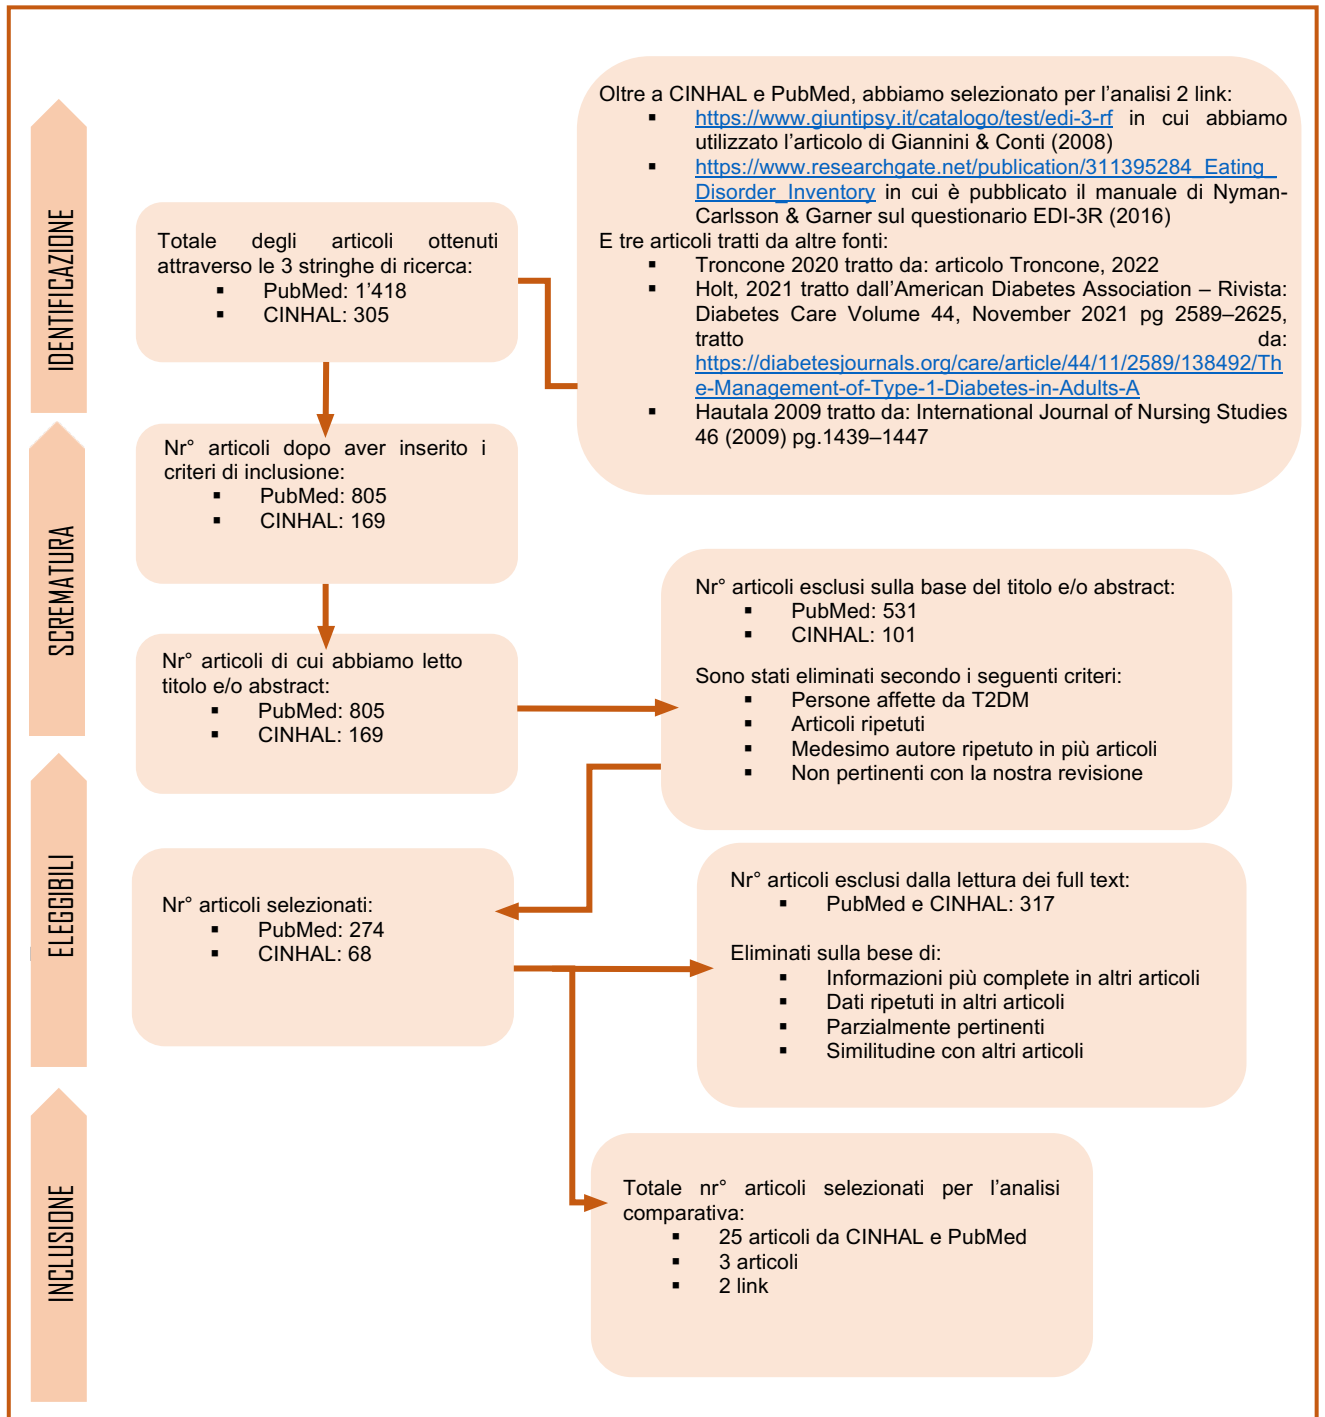 IDENTIFICAZIONE
Totale degli articoli ottenuti
attraverso le 3 stringhe di ricerca:
▪ PubMed: 1’418
▪ CINHAL: 305
Oltre a CINHAL e PubMed, abbiamo selezionato per l’analisi 2 link:
▪ https://www.giuntipsy.it/catalogo/test/edi-3-rf in cui abbiamo
utilizzato l’articolo di Giannini & Conti (2008)
▪ https://www.researchgate.net/publication/311395284_Eating_
Disorder_Inventory in cui è pubblicato il manuale di Nyman-
Carlsson & Garner sul questionario EDI-3R (2016)
E tre articoli tratti da altre fonti:
▪ Troncone 2020 tratto da: articolo Troncone, 2022
▪ Holt, 2021 tratto dall’American Diabetes Association – Rivista:
Diabetes Care Volume 44, November 2021 pg 2589–2625,
tratto da:
https://diabetesjournals.org/care/article/44/11/2589/138492/Th
e-Management-of-Type-1-Diabetes-in-Adults-A
▪ Hautala 2009 tratto da: International Journal of Nursing Studies
46 (2009) pg.1439–1447
SCREMATURA
Nr° articoli dopo aver inserito i
criteri di inclusione:
▪ PubMed: 805
▪ CINHAL: 169
Nr° articoli di cui abbiamo letto
titolo e/o abstract:
▪ PubMed: 805
▪ CINHAL: 169
Nr° articoli esclusi sulla base del titolo e/o abstract:
▪ PubMed: 531
▪ CINHAL: 101
Sono stati eliminati secondo i seguenti criteri:
▪ Persone affette da T2DM
▪ Articoli ripetuti
▪ Medesimo autore ripetuto in più articoli
▪ Non pertinenti con la nostra revisione
ELEGGIBILI
Nr° articoli selezionati:
▪ PubMed: 274
▪ CINHAL: 68
Nr° articoli esclusi dalla lettura dei full text:
▪ PubMed e CINHAL: 317
Eliminati sulla bese di:
▪ Informazioni più complete in altri articoli
▪ Dati ripetuti in altri articoli
▪ Parzialmente pertinenti
▪ Similitudine con altri articoli
INCLUSIONE
Totale nr° articoli selezionati per l’analisi
comparativa:
▪ 25 articoli da CINHAL e PubMed
▪ 3 articoli
▪ 2 link